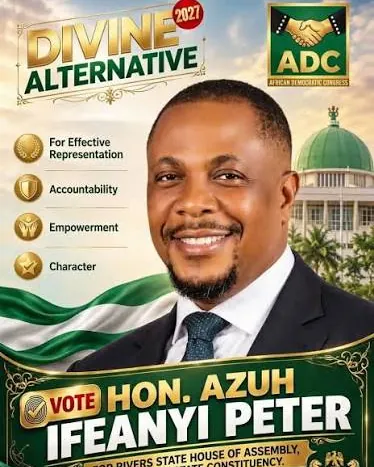 DIVINE
2027
ALTERNATIVE
ADC
AFRICAN DEMOCRATIC CONGRESS
For Effective
Representation
Accountability
Empowerment
Character
VOTE HON. AZUH
IFEANYI PETER
FOR RIVERS STATE HOUSE OF ASSEMBLY,
CONSTITUENCY.